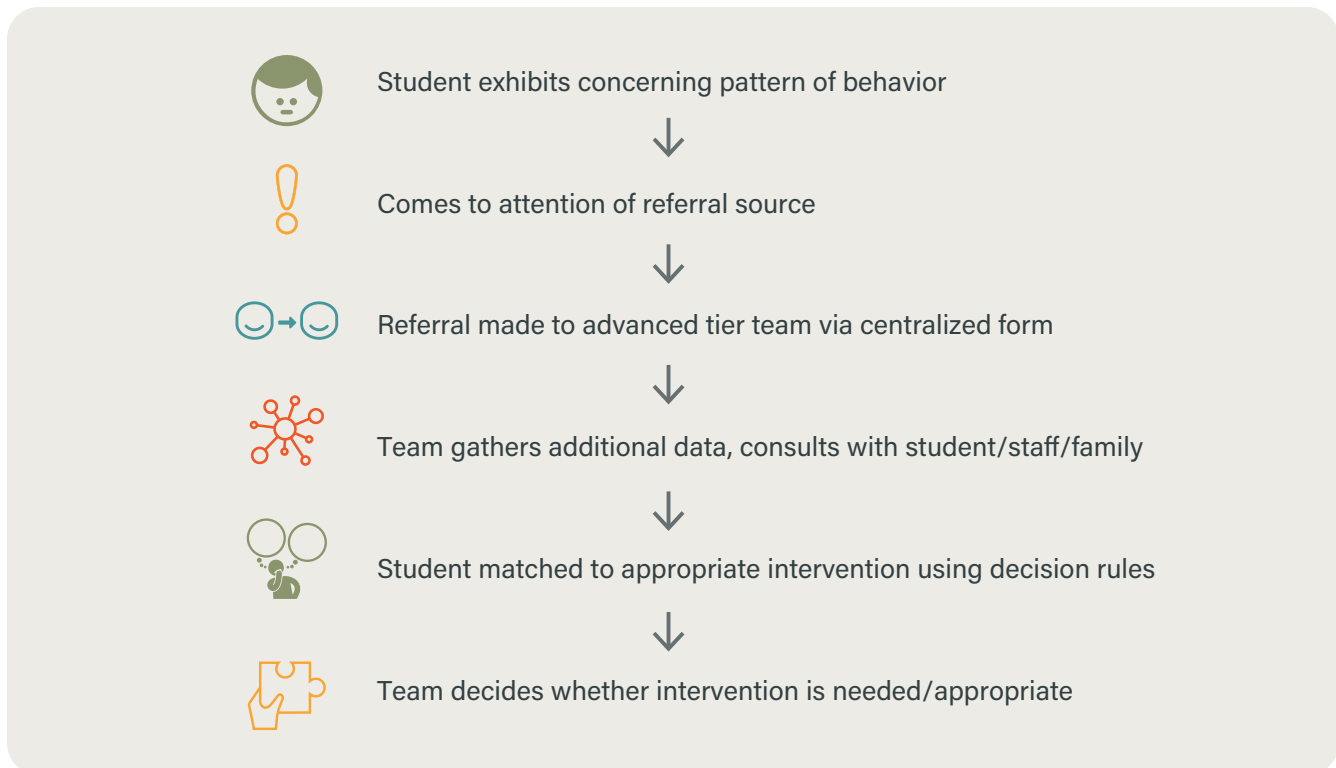 Student exhibits concerning pattern of behavior
Comes to attention of referral source
Referral made to advanced tier team via centralized form
Team gathers additional data, consults with student/staff/family
Student matched to appropriate intervention using decision rules
Team decides whether intervention is needed/appropriate